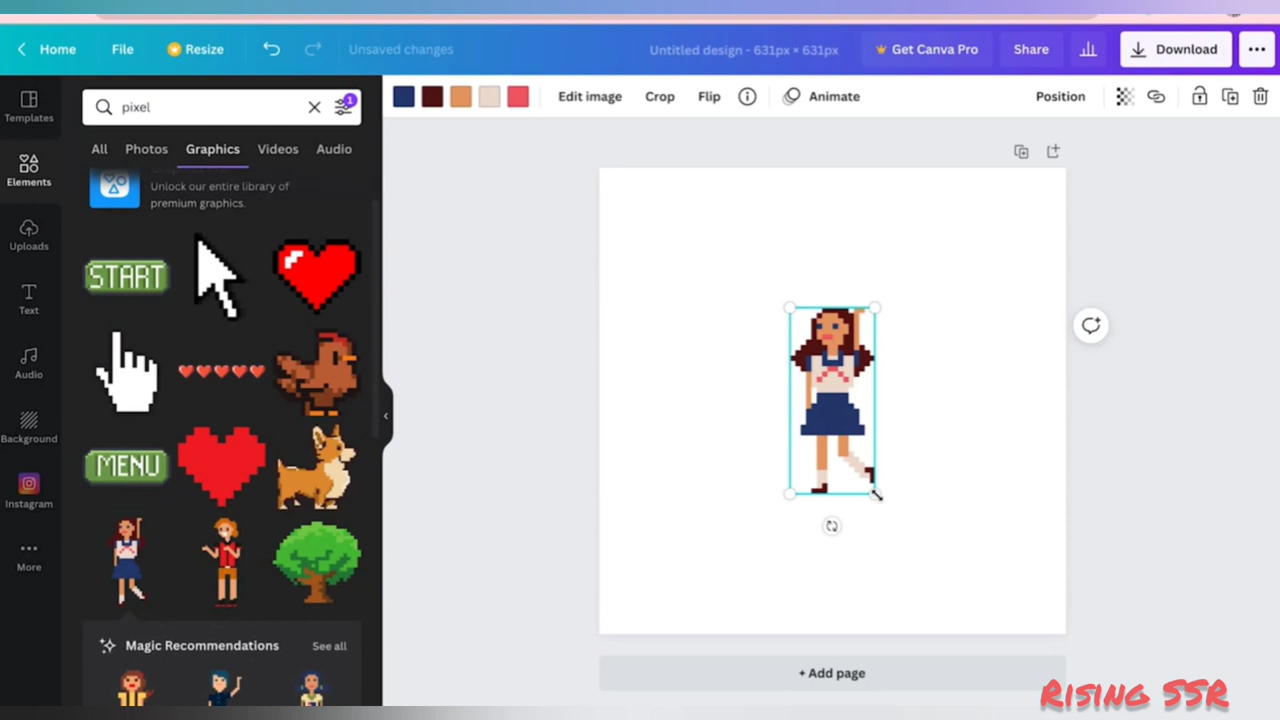 Home File Resize Unsaved changes Untitled design - 631px × 631px Get Canva Pro Share Download
Templates
Elements
Uploads
Text
Audio
Background
Instagram
More
pixel
1
All Photos Graphics Videos Audio
Unlock our entire library of
premium graphics.
START
MENU
Magic Recommendations See all
Edit image Crop Flip Animate Position
+ Add page
Rising SSR